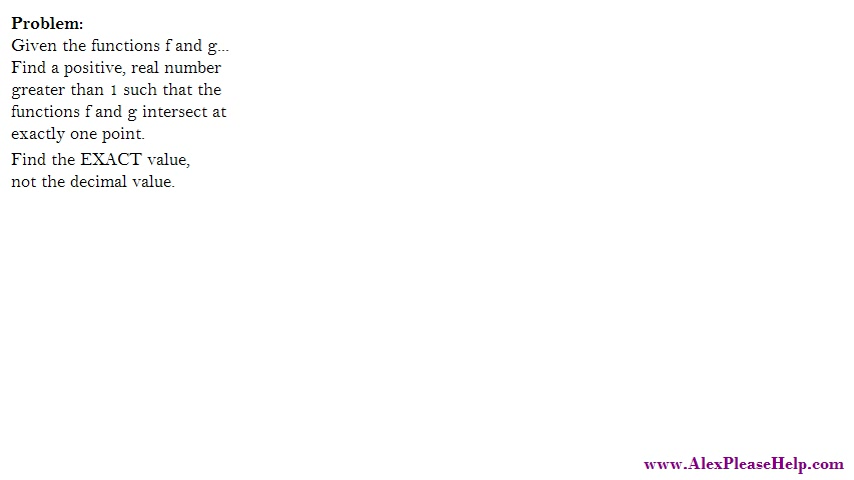 Problem:
Given the functions f and g...
Find a positive, real number
greater than 1 such that the
functions f and g intersect at
exactly one point.
Find the EXACT value,
not the decimal value.
www.AlexPleaseHelp.com